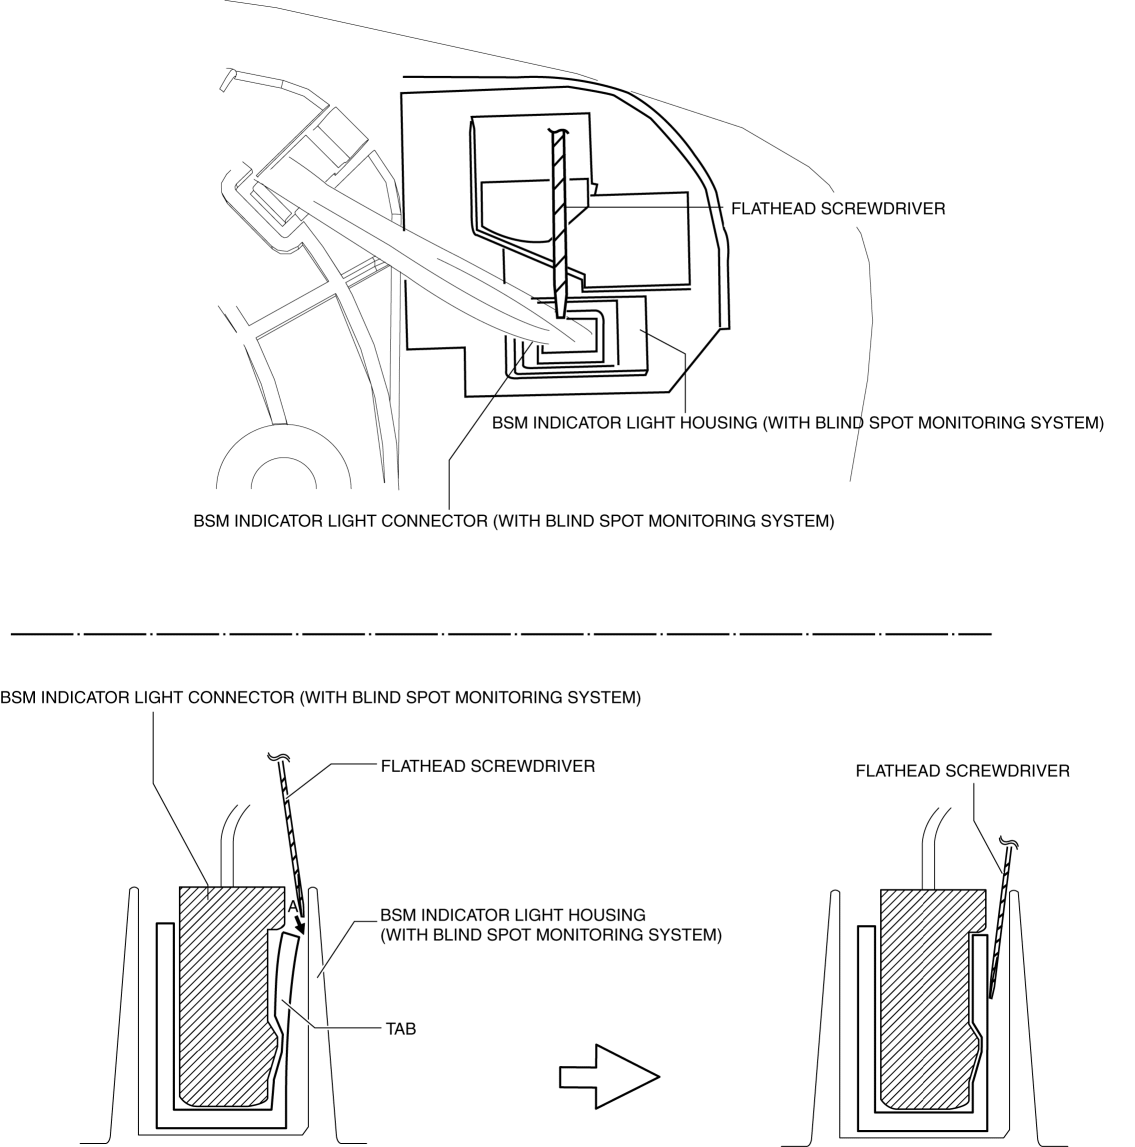 FLATHEAD SCREWDRIVER
BSM INDICATOR LIGHT HOUSING (WITH BLIND SPOT MONITORING SYSTEM)
BSM INDICATOR LIGHT CONNECTOR (WITH BLIND SPOT MONITORING SYSTEM)
BSM INDICATOR LIGHT CONNECTOR (WITH BLIND SPOT MONITORING SYSTEM)
FLATHEAD SCREWDRIVER
FLATHEAD SCREWDRIVER
A
BSM INDICATOR LIGHT HOUSING
(WITH BLIND SPOT MONITORING SYSTEM)
TAB